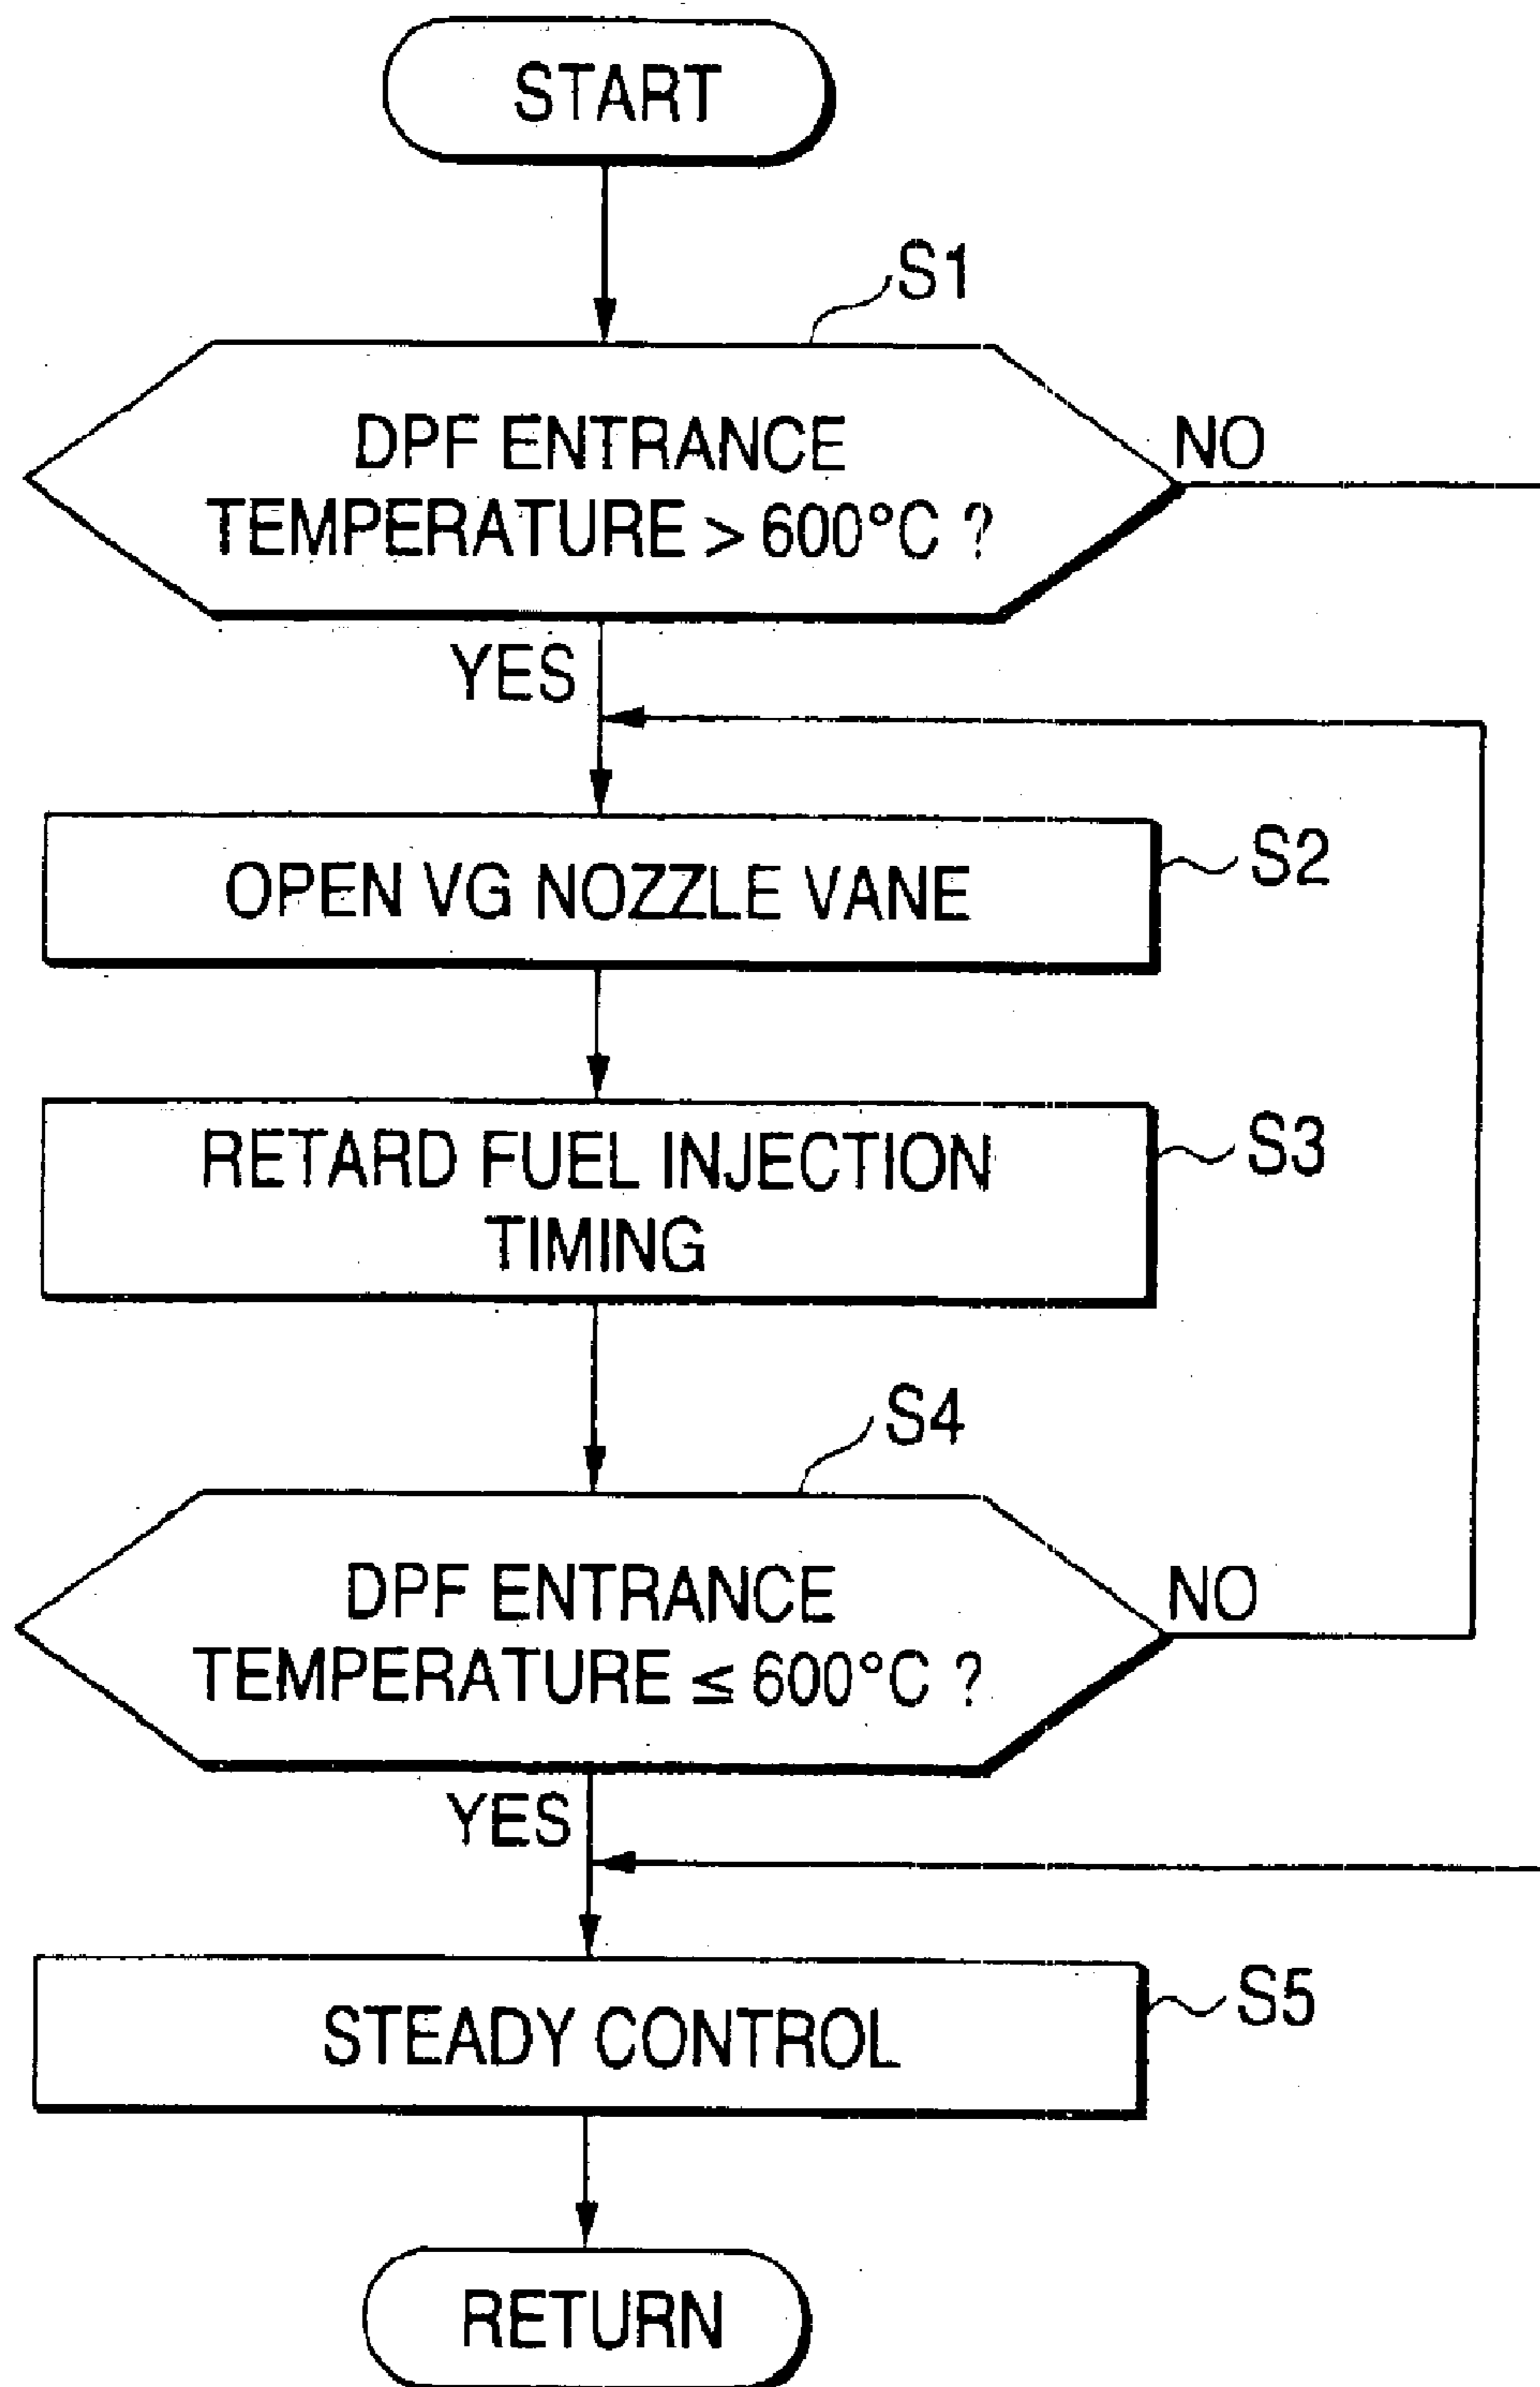 START
S1
DPF ENTRANCE
TEMPERATURE > 600°C ?
NO
YES
OPEN VG NOZZLE VANE
S2
RETARD FUEL INJECTION
TIMING
S3
S4
DPF ENTRANCE
TEMPERATURE ≤ 600°C ?
NO
YES
STEADY CONTROL
S5
RETURN